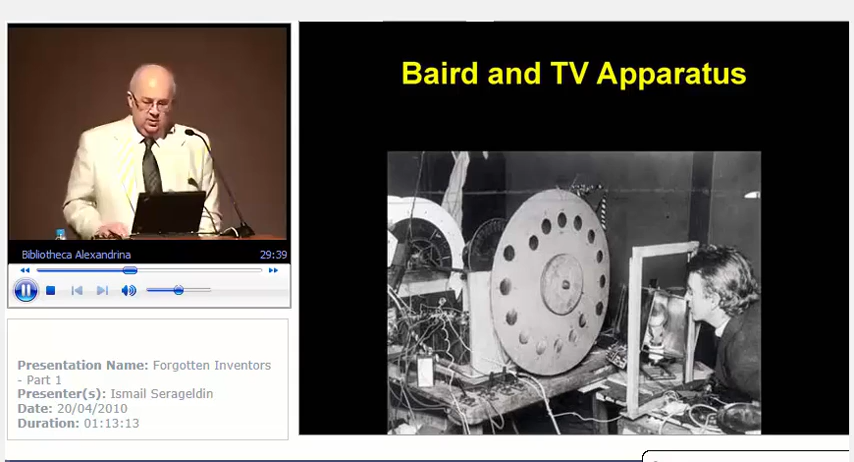 Baird and TV Apparatus
Bibliotheca Alexandrina
29:39
Presentation Name: Forgotten Inventors
- Part 1
Presenter(s): Ismail Serageldin
Date: 20/04/2010
Duration: 01:13:13